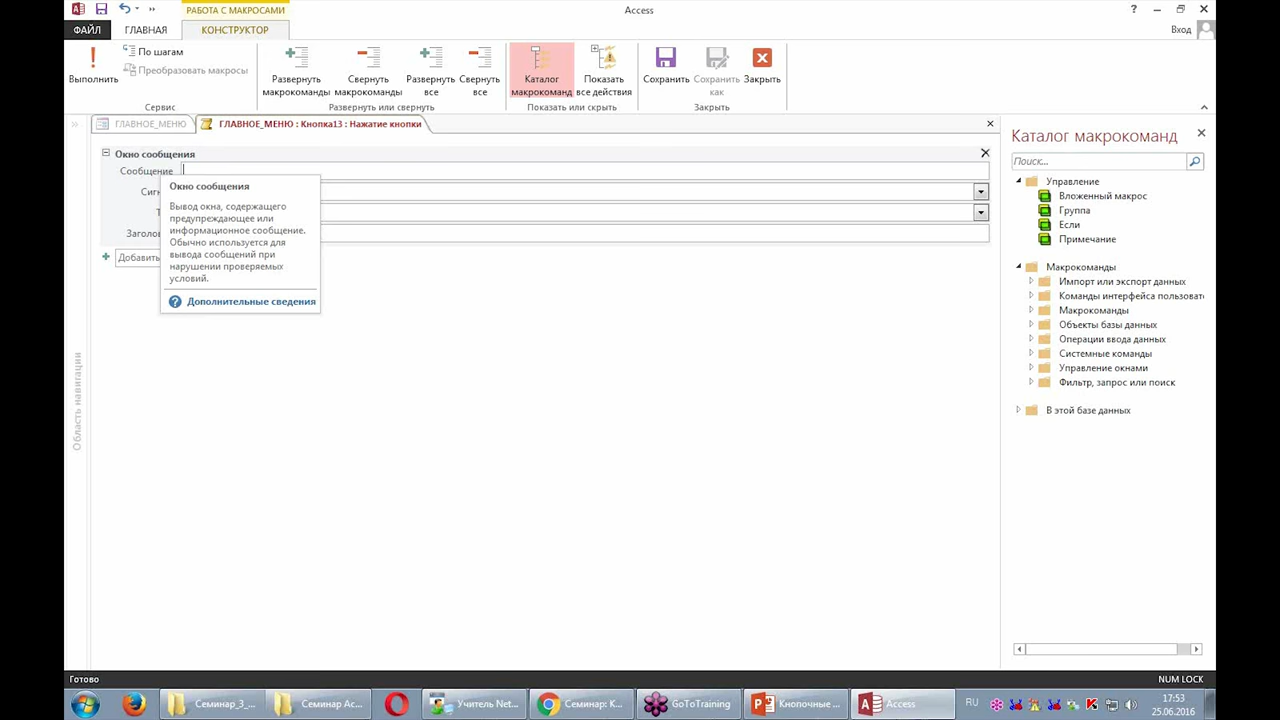 РАБОТА С МАКРОСАМИ
Access
ФАЙЛ
ГЛАВНАЯ
КОНСТРУКТОР
Вход
Выполнить
По шагам
Преобразовать макросы
Сервис
Развернуть макрокоманды
Свернуть макрокоманды
Развернуть все
Свернуть все
Развернуть или свернуть
Каталог макрокоманд
Показать все действия
Показать или скрыть
Сохранить
Сохранить как
Закрыть
Закрыть
ГЛАВНОЕ_МЕНЮ
ГЛАВНОЕ_МЕНЮ : Кнопка13 : Нажатие кнопки
Окно сообщения
Сообщение
Сигн
Т
Заголов
Добавить
Окно сообщения
Вывод окна, содержащего
предупреждающее или
информационное сообщение.
Обычно используется для
вывода сообщений при
нарушении проверяемых
условий.
Дополнительные сведения
Область навигации
Каталог макрокоманд
Поиск...
Управление
Вложенный макрос
Группа
Если
Примечание
Макрокоманды
Импорт или экспорт данных
Команды интерфейса пользоват
Макрокоманды
Объекты базы данных
Операции ввода данных
Системные команды
Управление окнами
Фильтр, запрос или поиск
В этой базе данных
Готово
NUM LOCK
Семинар_3_...
Семинар Ac...
Учитель Net...
Семинар: К...
GoToTraining
Кнопочные ...
Access
RU
17:53
25.06.2016